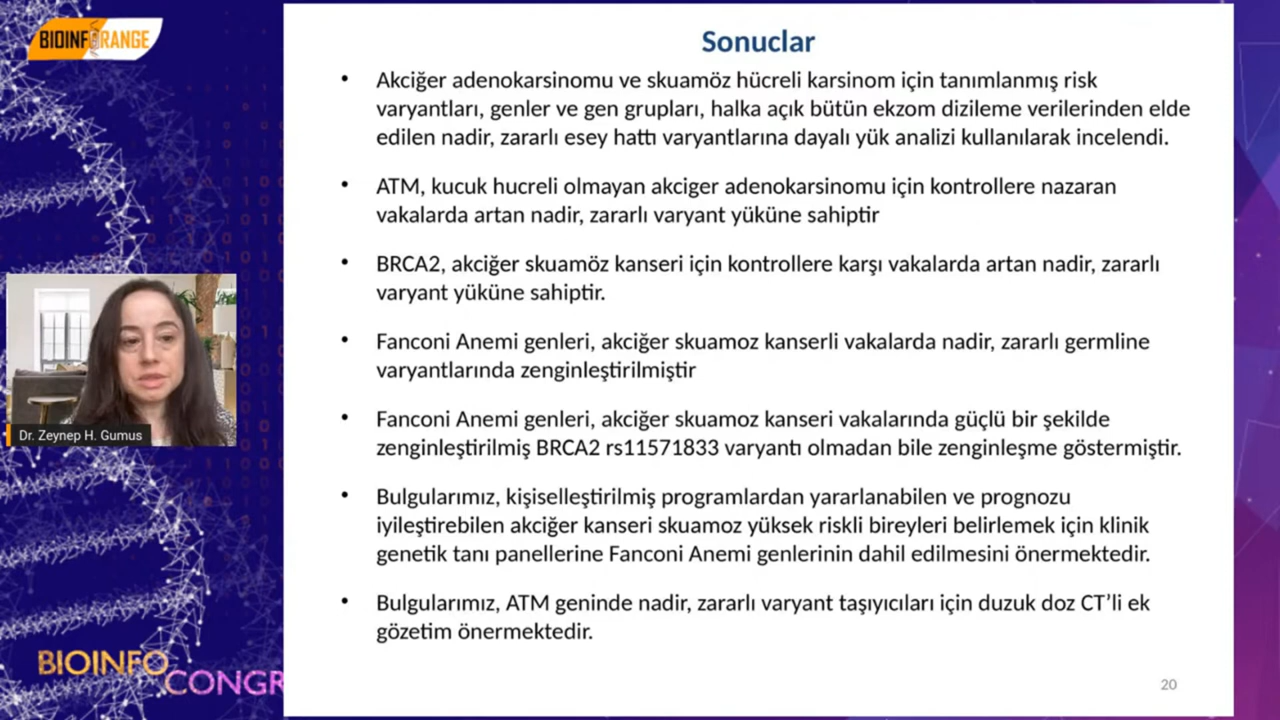 BIOINFORANGE
Sonuclar
• Akciğer adenokarsinomu ve skuamöz hücreli karsinom için tanımlanmış risk
varyantları, genler ve gen grupları, halka açık bütün ekzom dizileme verilerinden elde
edilen nadir, zararlı esey hattı varyantlarına dayalı yük analizi kullanılarak incelendi.
• ATM, kucuk hucreli olmayan akciger adenokarsinomu için kontrollere nazaran
vakalarda artan nadir, zararlı varyant yüküne sahiptir
• BRCA2, akciğer skuamöz kanseri için kontrollere karşı vakalarda artan nadir, zararlı
varyant yüküne sahiptir.
• Fanconi Anemi genleri, akciğer skuamoz kanserli vakalarda nadir, zararlı germline
varyantlarında zenginleştirilmiştir
• Fanconi Anemi genleri, akciğer skuamoz kanseri vakalarında güçlü bir şekilde
zenginleştirilmiş BRCA2 rs11571833 varyantı olmadan bile zenginleşme göstermiştir.
• Bulgularımız, kişiselleştirilmiş programlardan yararlanabilen ve prognozu
iyileştirebilen akciğer kanseri skuamoz yüksek riskli bireyleri belirlemek için klinik
genetik tanı panellerine Fanconi Anemi genlerinin dahil edilmesini önermektedir.
• Bulgularımız, ATM geninde nadir, zararlı varyant taşıyıcıları için duzuk doz CT’li ek
gözetim önermektedir.
20
Dr. Zeynep H. Gumus
BIOINFO
CONGR